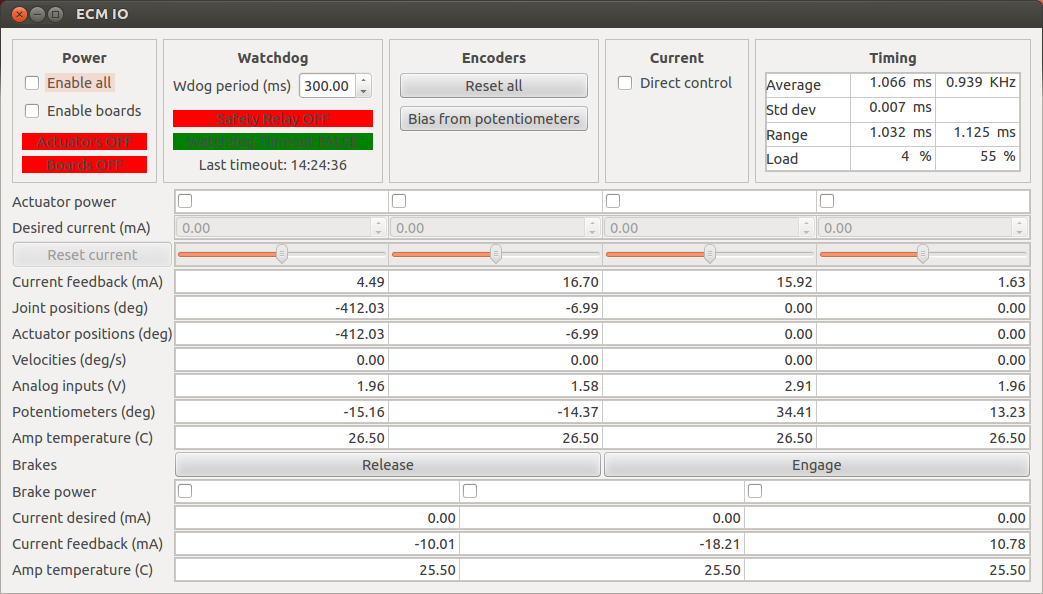 ECM IO
Power
Enable all
Enable boards
Actuators OFF
Boards OFF
Watchdog
Wdog period (ms) 300.00
Safety Relay OFF
Last timeout: 14:24:36
Encoders
Reset all
Bias from potentiometers
Current
Direct control
Timing
Average 1.066 ms 0.939 KHz
Std dev 0.007 ms
Range 1.032 ms 1.125 ms
Load 4 % 55 %
Actuator power
Desired current (mA) 0.00 0.00 0.00 0.00
Reset current
Current feedback (mA) 4.49 16.70 15.92 1.63
Joint positions (deg) -412.03 -6.99 0.00 0.00
Actuator positions (deg) -412.03 -6.99 0.00 0.00
Velocities (deg/s) 0.00 0.00 0.00 0.00
Analog inputs (V) 1.96 1.58 2.91 1.96
Potentiometers (deg) -15.16 -14.37 34.41 13.23
Amp temperature (C) 26.50 26.50 26.50 26.50
Brakes Release Engage
Brake power
Current desired (mA) 0.00 0.00 0.00
Current feedback (mA) -10.01 -18.21 10.78
Amp temperature (C) 25.50 25.50 25.50